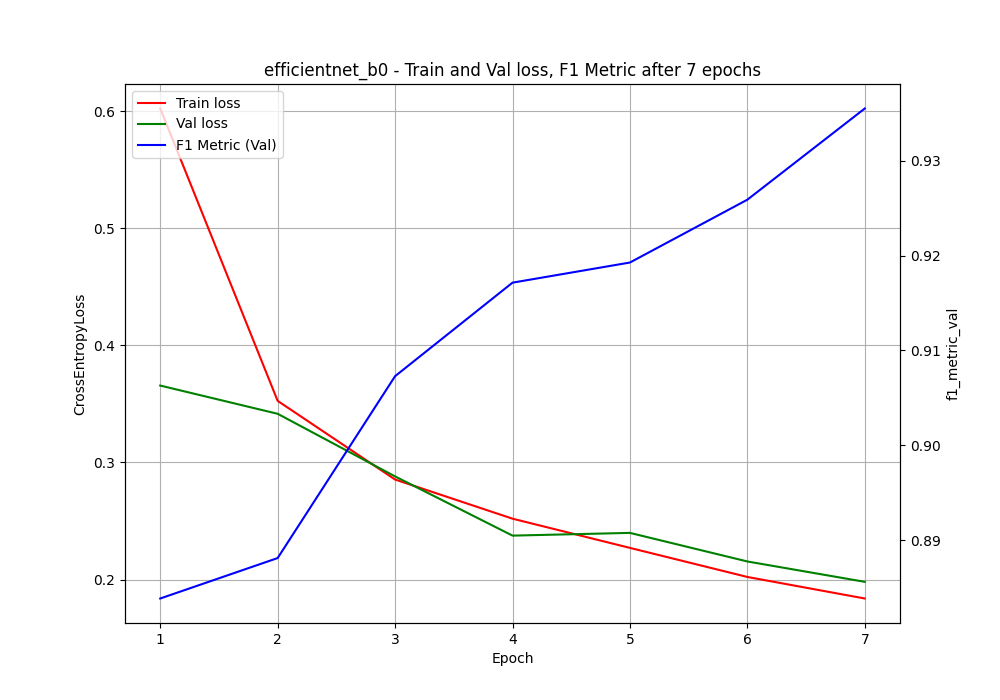 efficientnet_b0 - Train and Val loss, F1 Metric after 7 epochs
Train loss
Val loss
F1 Metric (Val)
CrossEntropyLoss
0.6
0.5
0.4
0.3
0.2
f1_metric_val
0.93
0.92
0.91
0.90
0.89
1 2 3 4 5 6 7
Epoch